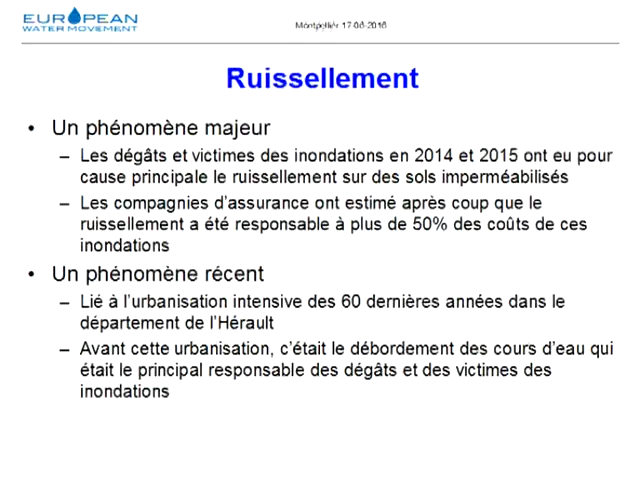 EUROPEAN
WATER MOVEMENT
Montpellier 17-06-2016
Ruissellement
• Un phénomène majeur
– Les dégâts et victimes des inondations en 2014 et 2015 ont eu pour
cause principale le ruissellement sur des sols imperméabilisés
– Les compagnies d'assurance ont estimé après coup que le
ruissellement a été responsable à plus de 50% des coûts de ces
inondations
• Un phénomène récent
– Lié à l'urbanisation intensive des 60 dernières années dans le
département de l'Hérault
– Avant cette urbanisation, c'était le débordement des cours d'eau qui
était le principal responsable des dégâts et des victimes des
inondations